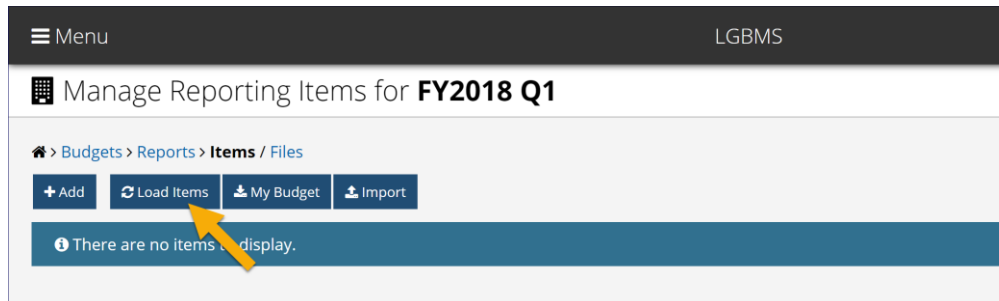 Menu LGBMS
Manage Reporting Items for FY2018 Q1
> Budgets > Reports > Items / Files
+ Add Load Items My Budget Import
There are no items display.